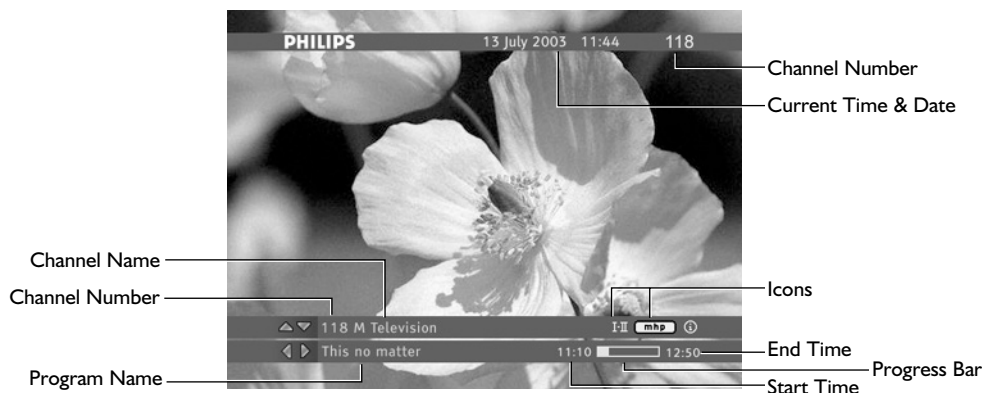 PHILIPS 13 July 2003 11:44 118
Channel Number
Current Time & Date
Channel Name
Channel Number
Icons
118 M Television I·II mhp i
This no matter 11:10 12:50
End Time
Program Name
Progress Bar
Start Time